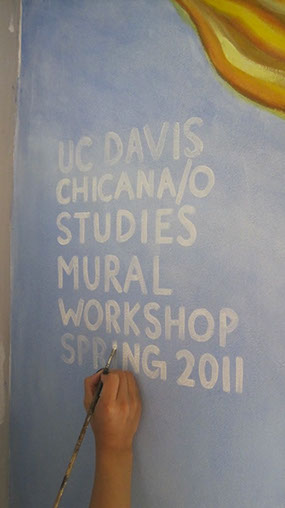 UC DAVIS
CHICANA/O
STUDIES
MURAL
WORKSHOP
SPRING 2011